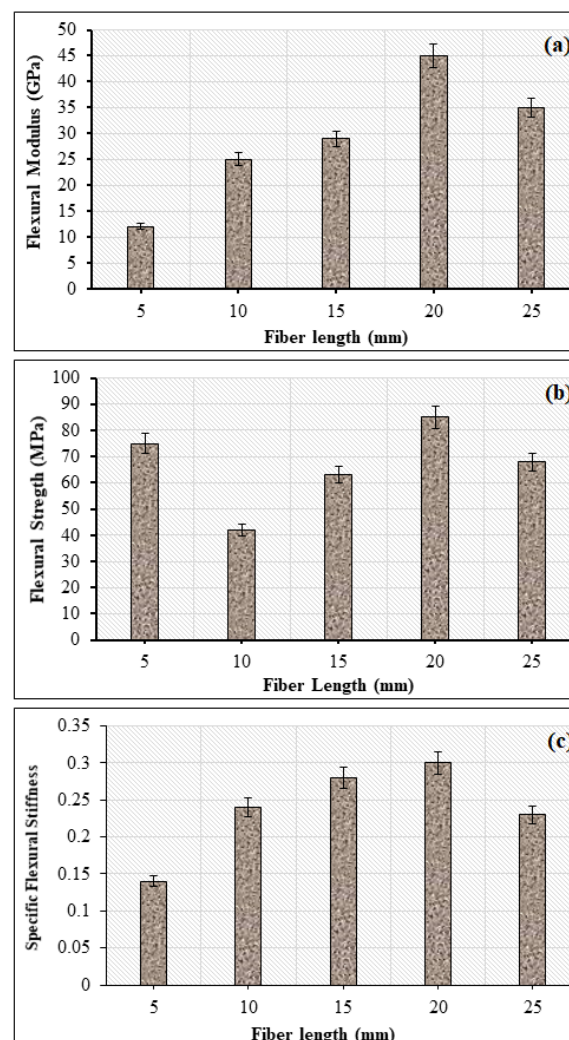 (a)
Flexural Modulus (GPa)
50
45
40
35
30
25
20
15
10
5
0
5 10 15 20 25
Fiber length (mm)
(b)
Flexural Stregth (MPa)
100
90
80
70
60
50
40
30
20
10
0
5 10 15 20 25
Fiber Length (mm)
(c)
Specific Flexural Stiffness
0.35
0.3
0.25
0.2
0.15
0.1
0.05
0
5 10 15 20 25
Fiber length (mm)